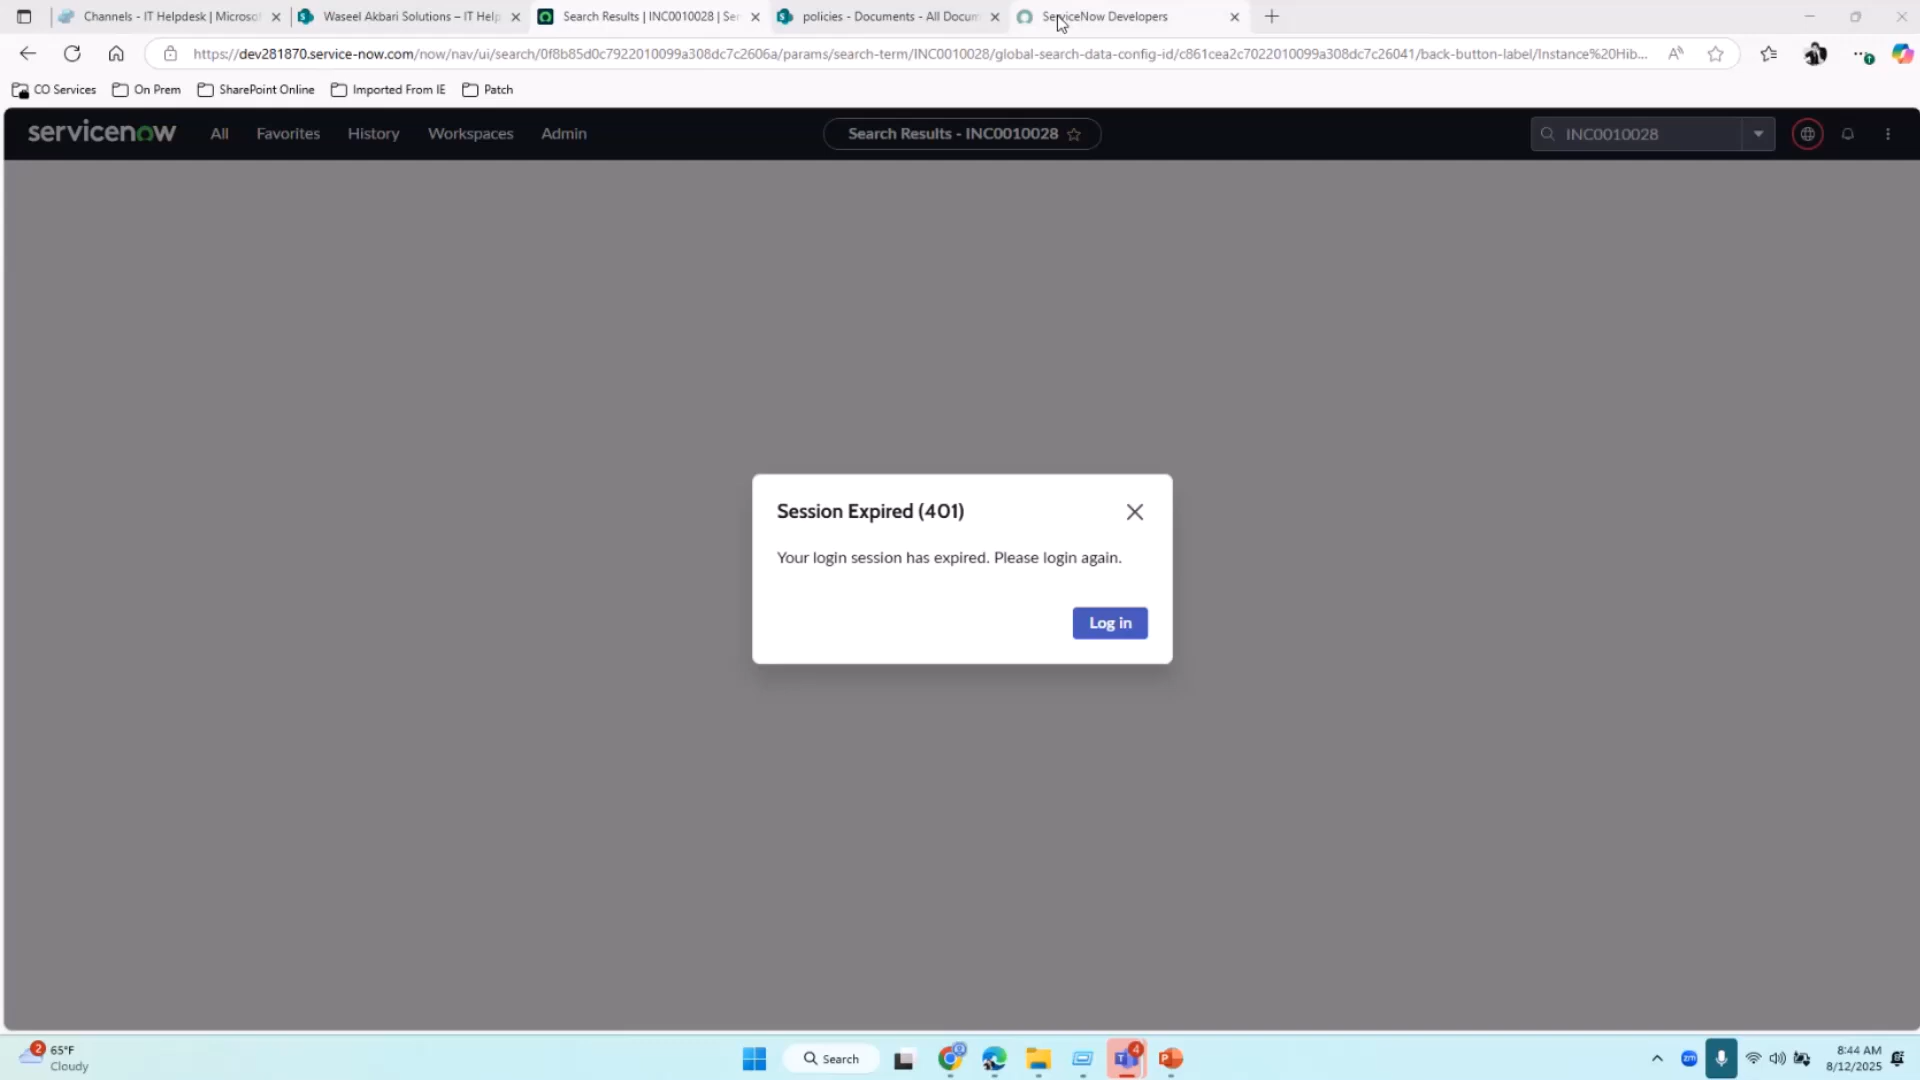 Channels - IT Helpdesk | Microsof
Waseel Akbari Solutions – IT Help
Search Results | INC0010028 | Ser
policies - Documents - All Docum
ServiceNow Developers
https://dev281870.service-now.com/now/nav/ui/search/0f8b85d0c7922010099a308dc7c2606a/params/search-term/INC0010028/global-search-data-config-id/c861cea2c7022010099a308dc7c26041/back-button-label/Instance%20Hib...
CO Services
On Prem
SharePoint Online
Imported From IE
Patch
servicenow
All
Favorites
History
Workspaces
Admin
Search Results - INC0010028
INC0010028
Session Expired (401)
Your login session has expired. Please login again.
Log in
2
65°F
Cloudy
Search
4
zm
8:44 AM
8/12/2025